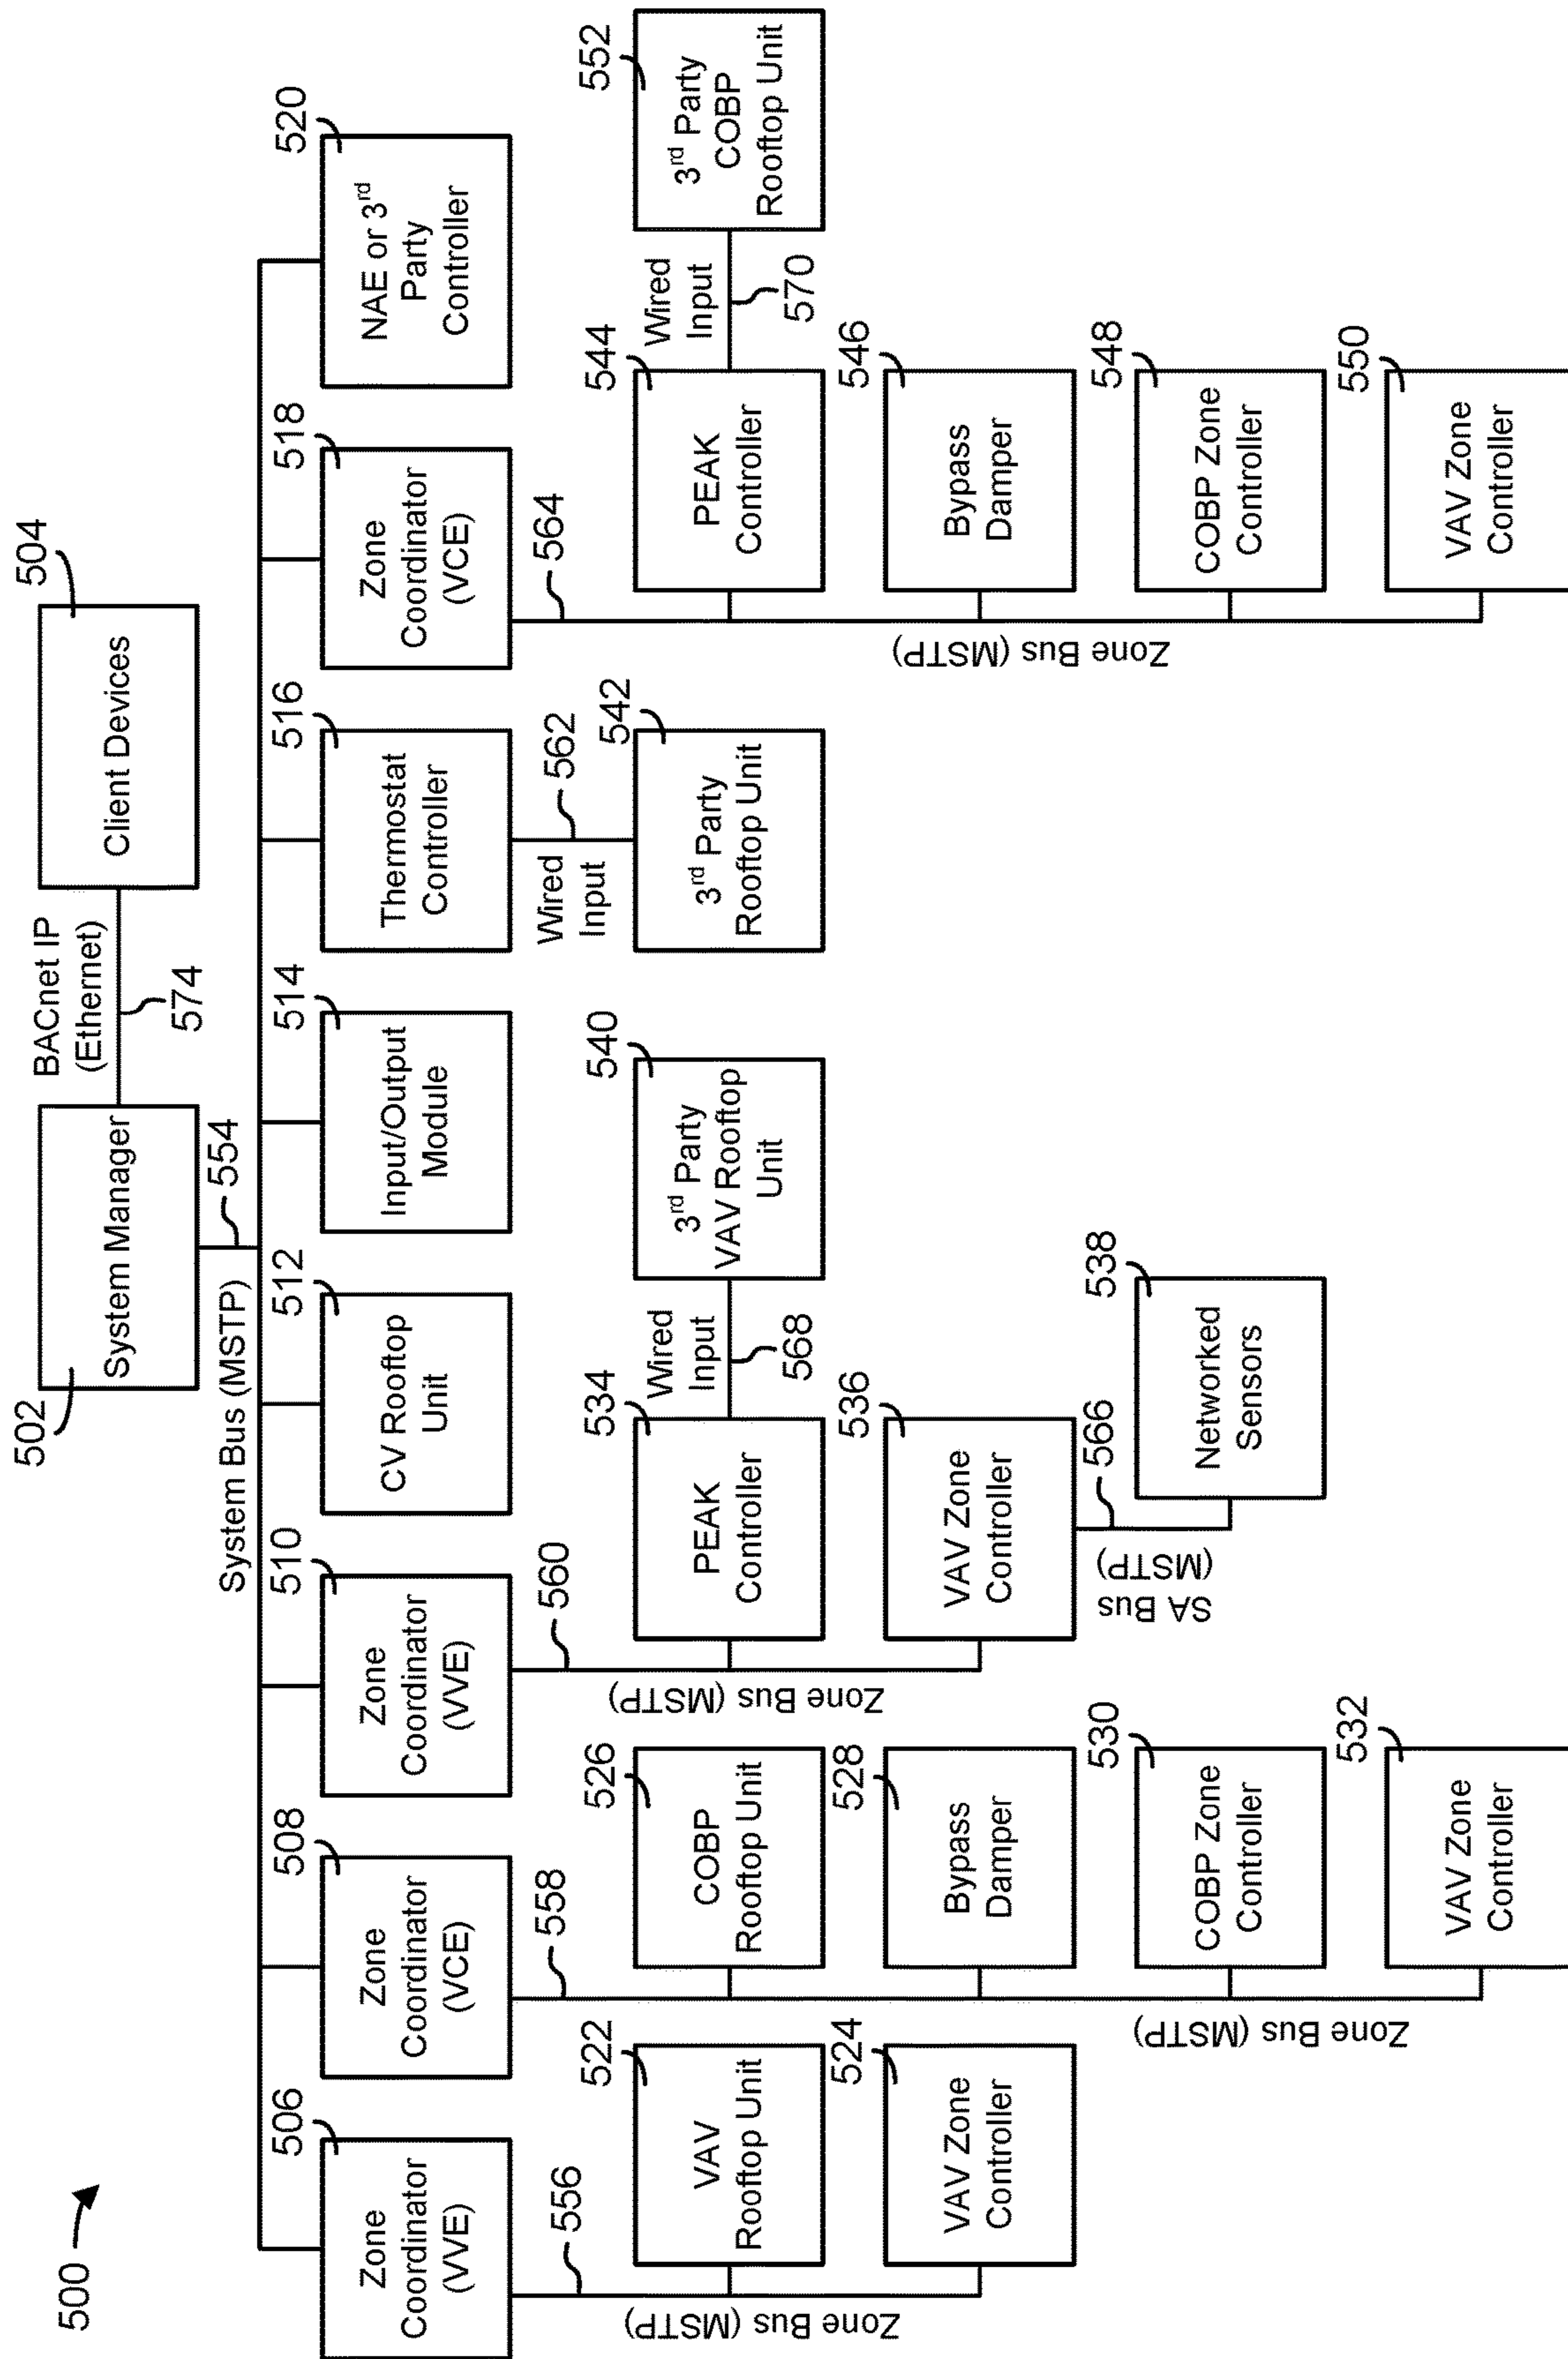 500
System Manager
502
BACnet IP
(Ethernet)
574
Client Devices
504
554
System Bus (MSTP)
506
Zone
Coordinator
(VVE)
508
Zone
Coordinator
(VCE)
510
Zone
Coordinator
(VVE)
512
CV Rooftop
Unit
514
Input/Output
Module
516
Thermostat
Controller
518
Zone
Coordinator
(VCE)
520
NAE or 3rd
Party
Controller
556
Zone Bus (MSTP)
522
VAV
Rooftop Unit
524
VAV Zone
Controller
558
Zone Bus (MSTP)
526
COBP
Rooftop Unit
528
Bypass
Damper
530
COBP Zone
Controller
532
VAV Zone
Controller
560
Zone Bus (MSTP)
534
PEAK
Controller
Wired
Input
568
540
3rd Party
VAV Rooftop
Unit
536
VAV Zone
Controller
566
SA Bus
(MSTP)
538
Networked
Sensors
562
Wired
Input
542
3rd Party
Rooftop Unit
564
Zone Bus (MSTP)
544
PEAK
Controller
Wired
Input
570
552
3rd Party
COBP
Rooftop Unit
546
Bypass
Damper
548
COBP Zone
Controller
550
VAV Zone
Controller